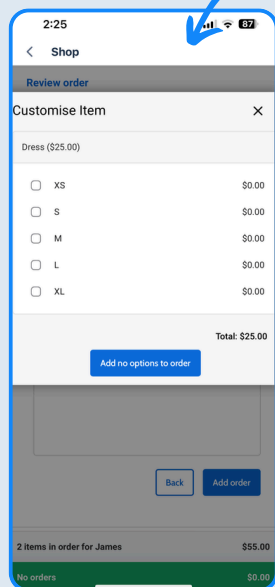 2:25
87
Shop
Review order
Customise Item
Dress ($25.00)
XS $0.00
S $0.00
M $0.00
L $0.00
XL $0.00
Total: $25.00
Add no options to order
Back Add order
2 items in order for James $55.00
No orders $0.00